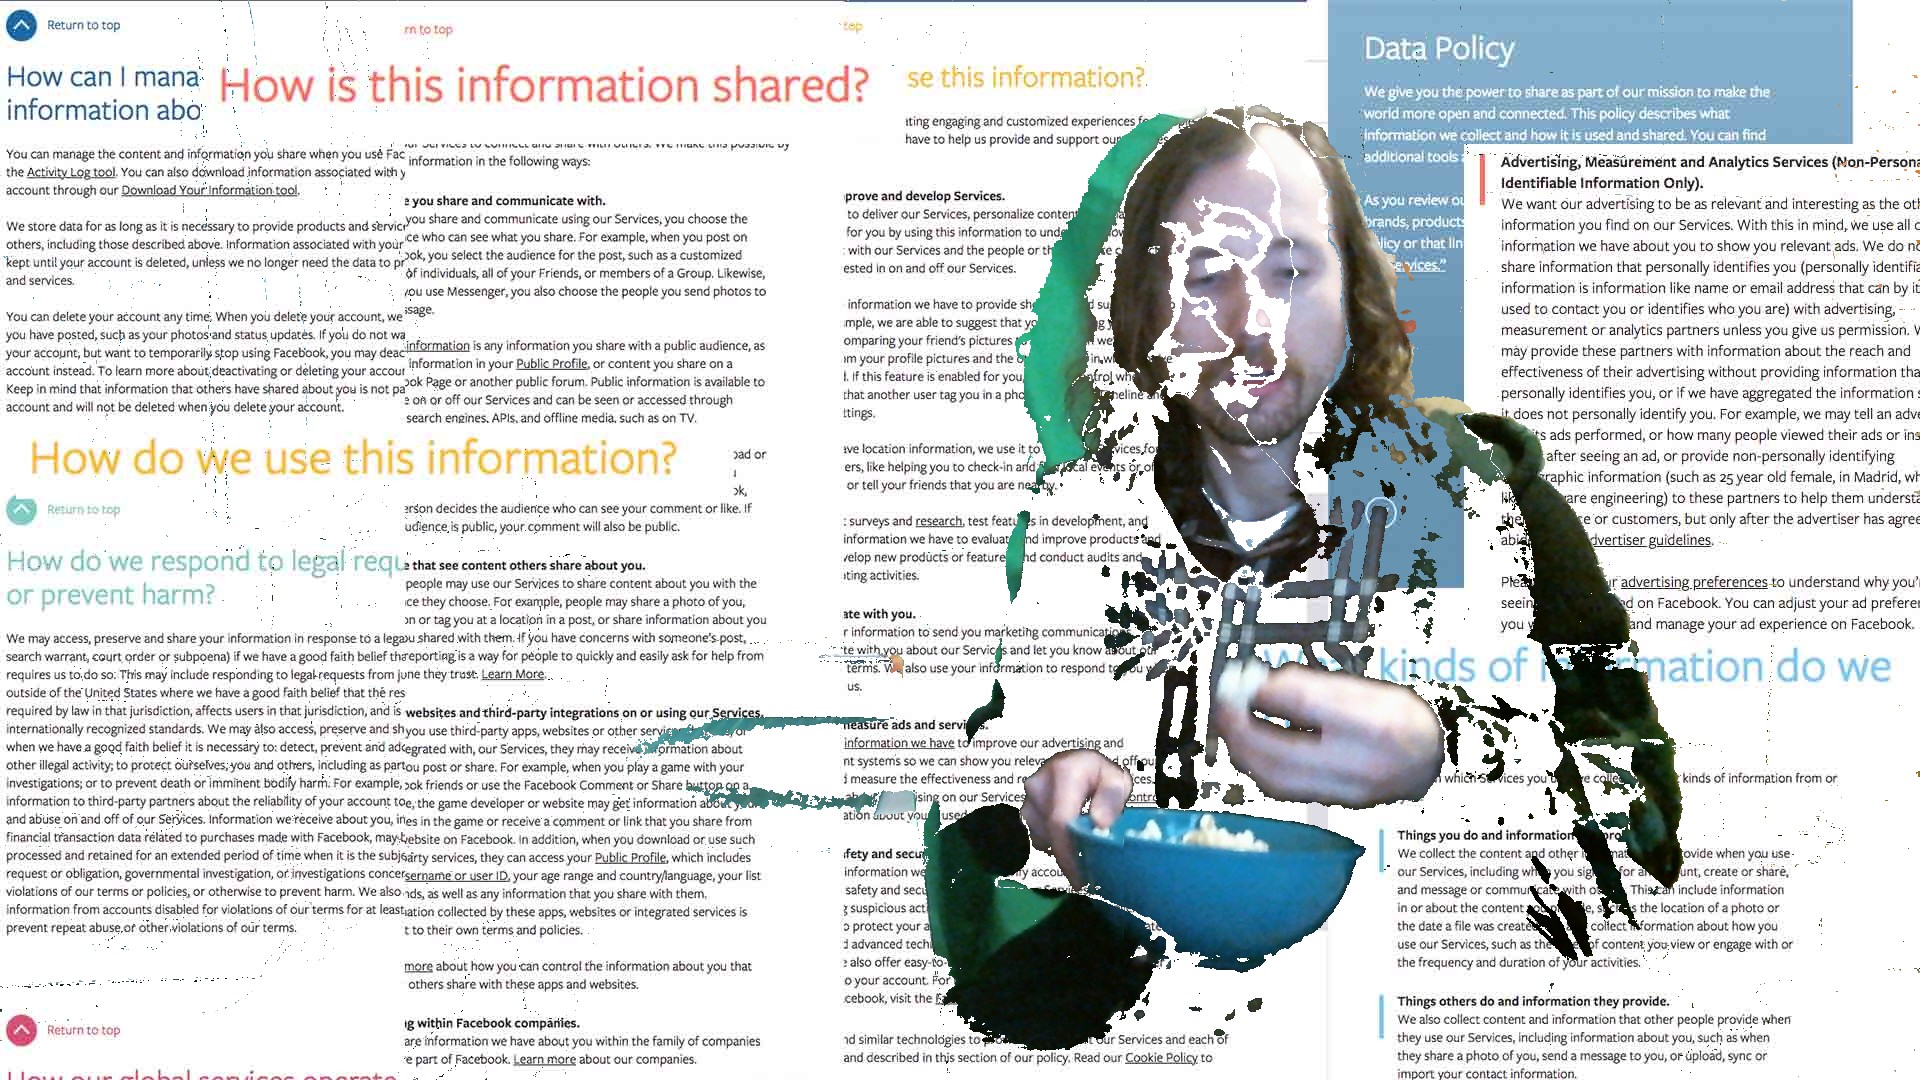 Return to top
How can I mana
information abo
You can manage the content and information you share when you use Fac
the Activity Log tool. You can also download information associated with y
account through our Download Your Information tool.
We store data for as long as it is necessary to provide products and service
others, including those described above. Information associated with your
kept until your account is deleted, unless we no longer need the data to pr
and services.
You can delete your account any time. When you delete your account, we
you have posted, such as your photos and status updates. If you do not wa
your account, but want to temporarily stop using Facebook, you may deac
account instead. To learn more about deactivating or deleting your accour
Keep in mind that information that others have shared about you is not pa
account and will not be deleted when you delete your account.
How do we use this information?
Return to top
How do we respond to legal requ
or prevent harm?
We may access, preserve and share your information in response to a lega
search warrant, court order or subpoena) if we have a good faith belief th
requires us to do so. This may include responding to legal requests from j
outside of the United States where we have a good faith belief that the res
required by law in that jurisdiction, affects users in that jurisdiction, and is
internationally recognized standards. We may also access, preserve and sh
when we have a good faith belief it is necessary to: detect, prevent and adc
other illegal activity; to protect ourselves, you and others, including as part
investigations; or to prevent death or imminent bodily harm. For example,
information to third-party partners about the reliability of your account to
and abuse on and off of our Services. Information we receive about you, in
financial transaction data related to purchases made with Facebook, may b
processed and retained for an extended period of time when it is the subj
request or obligation, governmental investigation, or investigations concer
violations of our terms or policies, or otherwise to prevent harm. We also
information from accounts disabled for violations of our terms for at least
prevent repeat abuse or other violations of our terms.
Return to top
How our global services operate
rn to top
How is this information shared?
information in the following ways:
e you share and communicate with.
you share and communicate using our Services, you choose the
ce who can see what you share. For example, when you post on
ook, you select the audience for the post, such as a customized
of individuals, all of your Friends, or members of a Group. Likewise,
you use Messenger, you also choose the people you send photos to
ssage.
information is any information you share with a public audience, as
information in your Public Profile, or content you share on a
ok Page or another public forum. Public information is available to
e on or off our Services and can be seen or accessed through
search engines, APIs, and offline media, such as on TV.
oad or
ok,
erson decides the audience who can see your comment or like. If
udience is public, your comment will also be public.
e that see content others share about you.
people may use our Services to share content about you with the
ce they choose. For example, people may share a photo of you,
on or tag you at a location in a post, or share information about you
u shared with them. If you have concerns with someone's post,
reporting is a way for people to quickly and easily ask for help from
ne they trust. Learn More.
websites and third-party integrations on or using our Services.
you use third-party apps, websites or other
egrated with, our Services, they may receive information about
ou post or share. For example, when you play a game with your
ook friends or use the Facebook Comment or Share button on a
e, the game developer or website may get information about
es in the game or receive a comment or link that you share from
ebsite on Facebook. In addition, when you download or use such
arty services, they can access your Public Profile, which includes
sername or user ID, your age range and country/language, your list
nds, as well as any information that you share with them.
ation collected by these apps, websites or integrated services is
t to their own terms and policies.
more about how you can control the information about you that
others share with these apps and websites.
g within Facebook companies.
are information we have about you within the family of companies
e part of Facebook. Learn more about our companies.
top
se this information?
ting engaging and customized experiences
have to help us provide and support our
prove and develop Services.
to deliver our Services, personalize conten
for you by using this information to
with our Services and the people or
ested in on and off our Services.
information we have to provide
mple, we are able to suggest that
omparing your friend's pictures
m your profile pictures and the
l. If this feature is enabled for you,
that another user tag you in a
ttings.
ave location information, we use it to
ers, like helping you to check-in and local events or
or tell your friends that you are nearby.
surveys and research, test features in development, and
information we have to evaluate and improve products and
velop new products or features and conduct audits and
ting activities.
ate with you.
r information to send you marketing communications,
te with you about our Services and let you know about
terms. We also use your information to respond to you
us.
measure ads and services.
information we have to improve our advertising and
nt systems so we can show you
d measure the effectiveness and
sing on our Services
ation about you used
afety and secu
safety and
g suspicious
o protect your
d advanced
e also offer
o your account. For
cebook, visit the
nd similar technologies to our Services and each of
and described in this section of our policy. Read our Cookie Policy to
Data Policy
We give you the power to share as part of our mission to make the
world more open and connected. This policy describes what
information we collect and how it is used and shared. You can find
additional tools
As you review
brands, products
licy or that
Services."
Advertising, Measurement and Analytics Services (Non-Persona
Identifiable Information Only).
We want our advertising to be as relevant and interesting as the oth
information you find on our Services. With this in mind, we use all o
information we have about you to show you relevant ads. We do no
share information that personally identifies you (personally identifia
information is information like name or email address that can by it
used to contact you or identifies who you are) with advertising,
measurement or analytics partners unless you give us permission. W
may provide these partners with information about the reach and
effectiveness of their advertising without providing information tha
personally identifies you, or if we have aggregated the information s
it does not personally identify you. For example, we may tell an adve
its ads performed, or how many people viewed their ads or ins
after seeing an ad, or provide non-personally identifying
graphic information (such as 25 year old female, in Madrid, wh
are engineering) to these partners to help them underst
or customers, but only after the advertiser has agree
advertiser guidelines.
advertising preferences to understand why you'r
on Facebook. You can adjust your ad preferen
and manage your ad experience on Facebook.
What kinds of information do we
which Services you kinds of information from or
Things you do and information
We collect the content and other provide when you use
our Services, including when you sign for an account, create or share,
and message or communicate with This can include information
in or about the content the location of a photo or
the date a file was created. collect information about how you
use our Services, such as the of content you view or engage with or
the frequency and duration of your activities.
Things others do and information they provide.
We also collect content and information that other people provide when
they use our Services, including information about you, such as when
they share a photo of you, send a message to you, or upload, sync or
import your contact information.